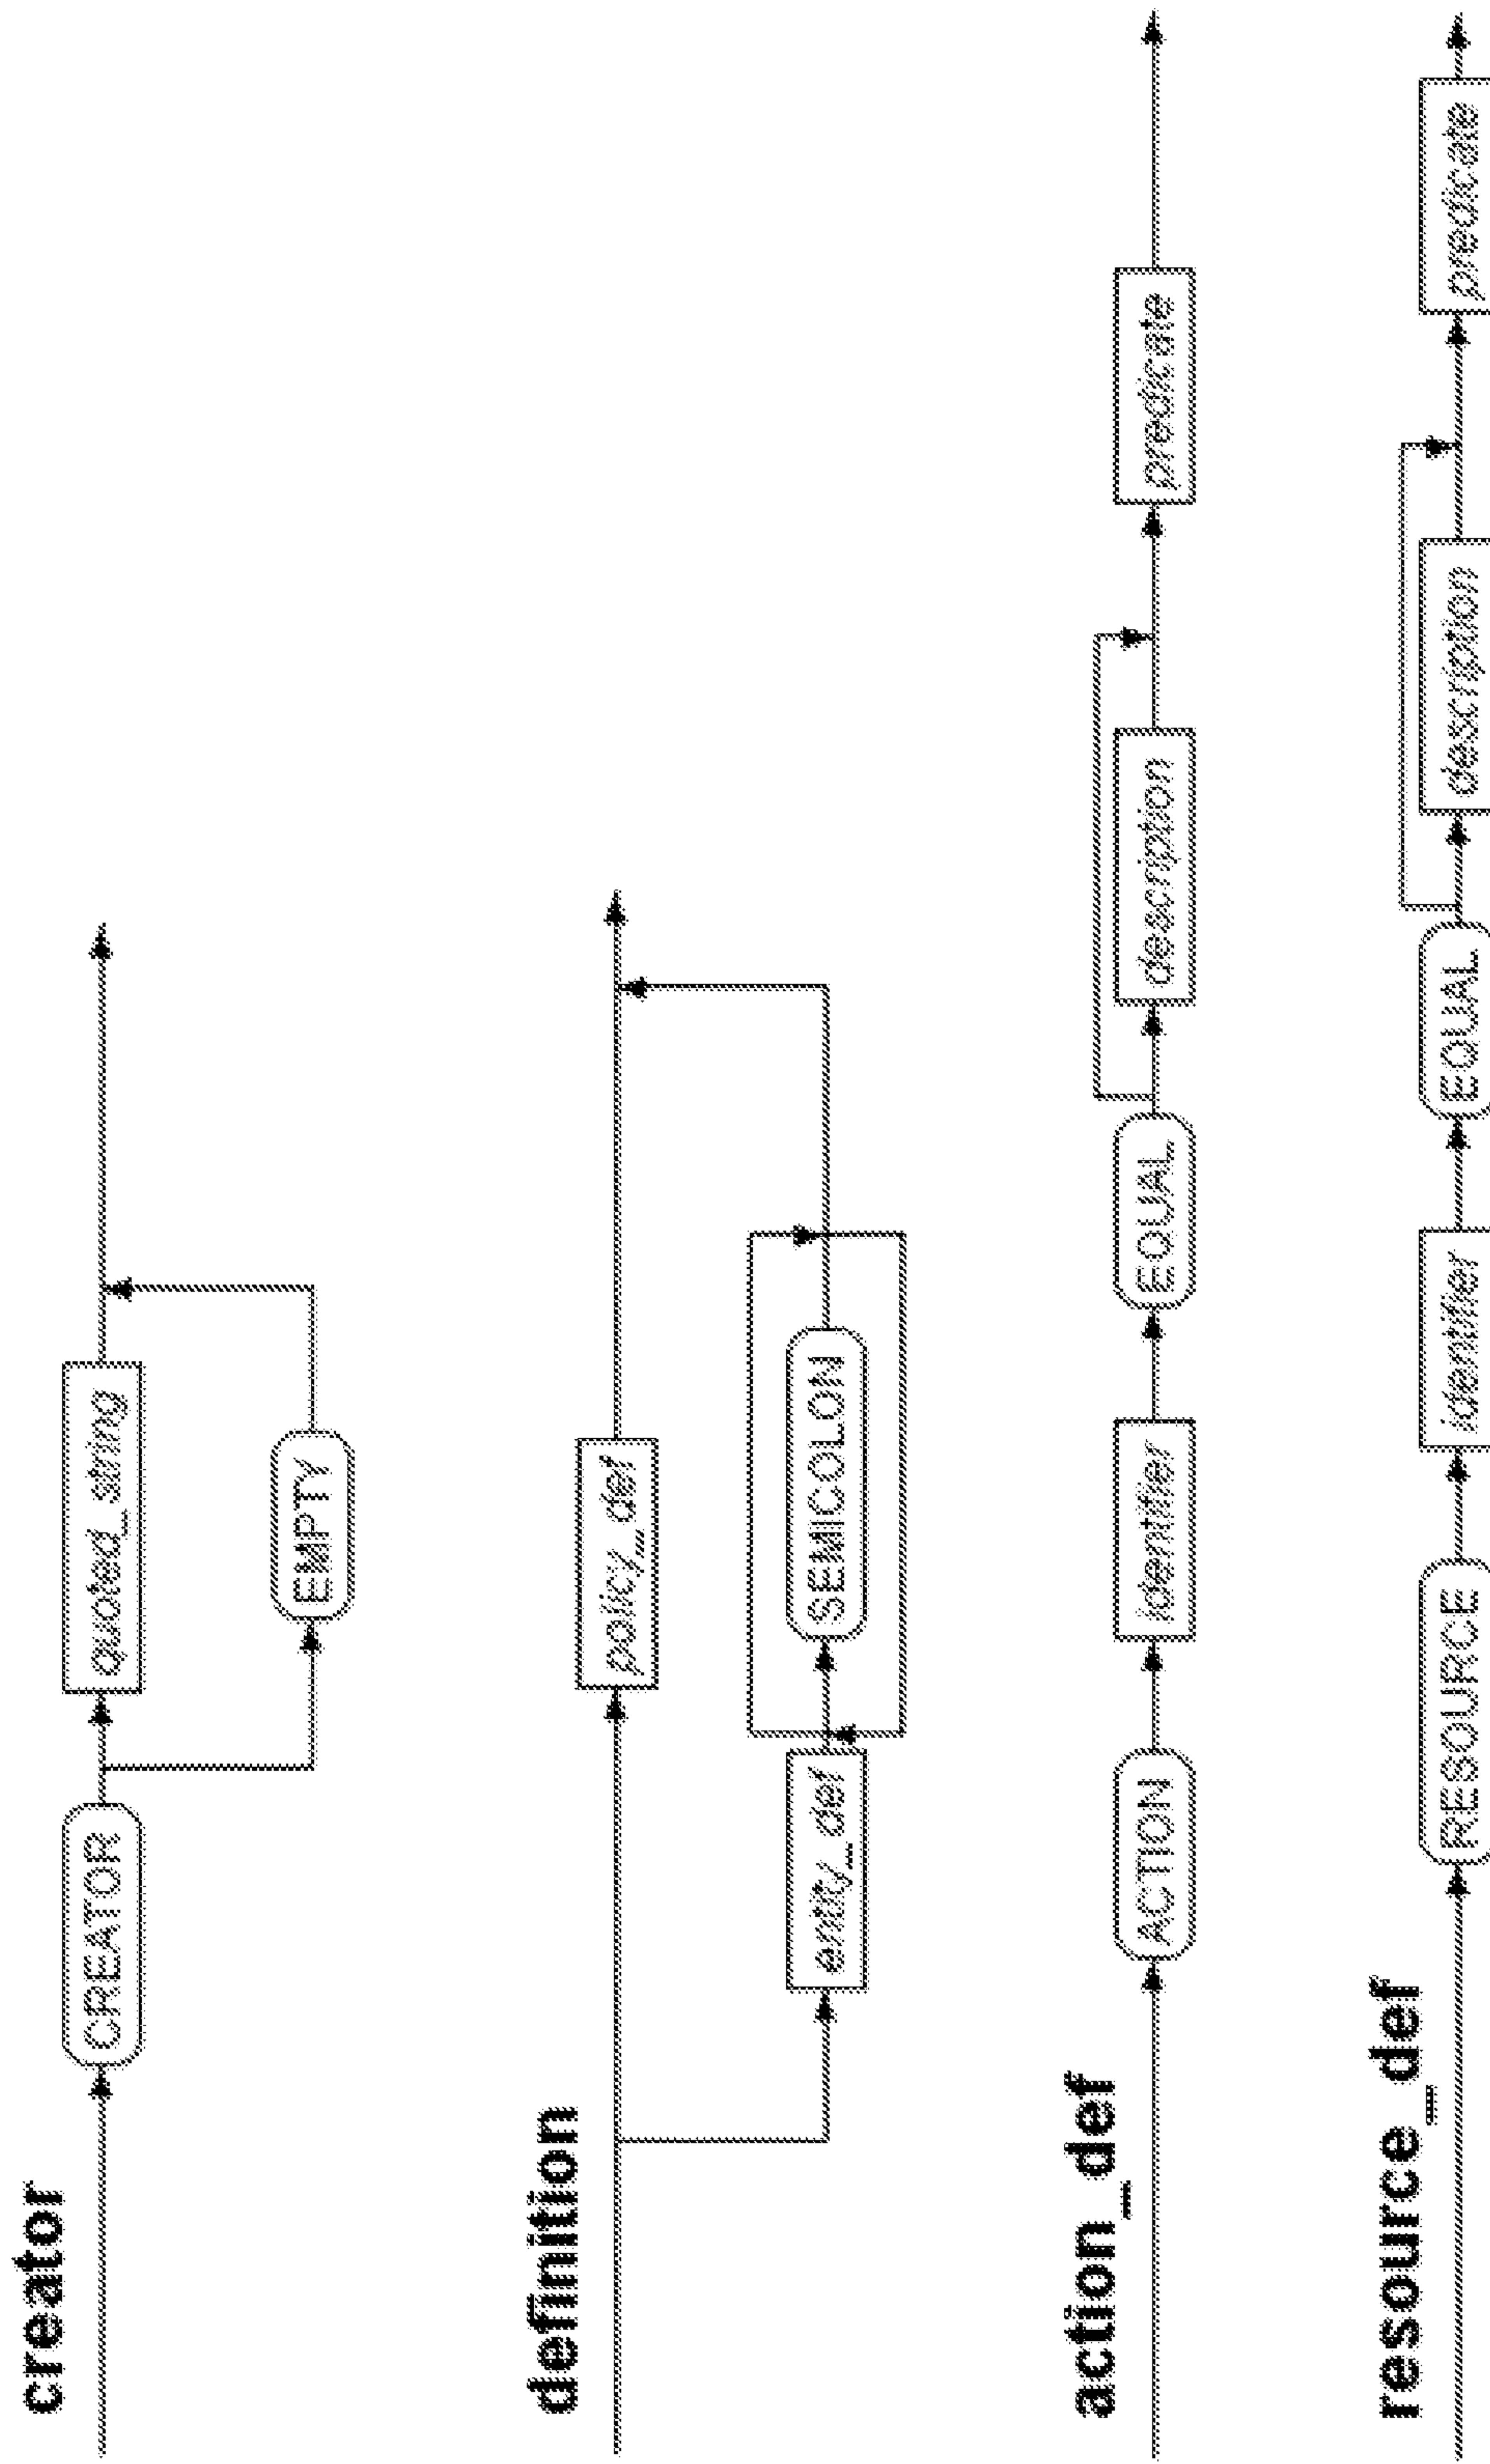 creator
CREATOR
quoted_string
EMPTY
definition
policy_def
entity_def
SEMICOLON
action_def
ACTION
identifier
EQUAL
description
predicate
resource_def
RESOURCE
identifier
EQUAL
description
predicate